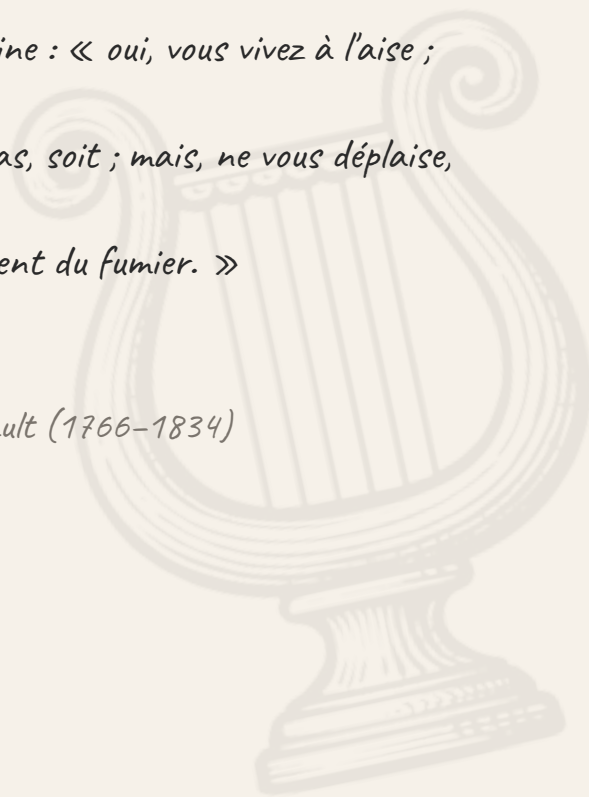 ine : « oui, vous vivez à l'aise ;
as, soit ; mais, ne vous déplaise,
ent du fumier. »
ult (1766–1834)